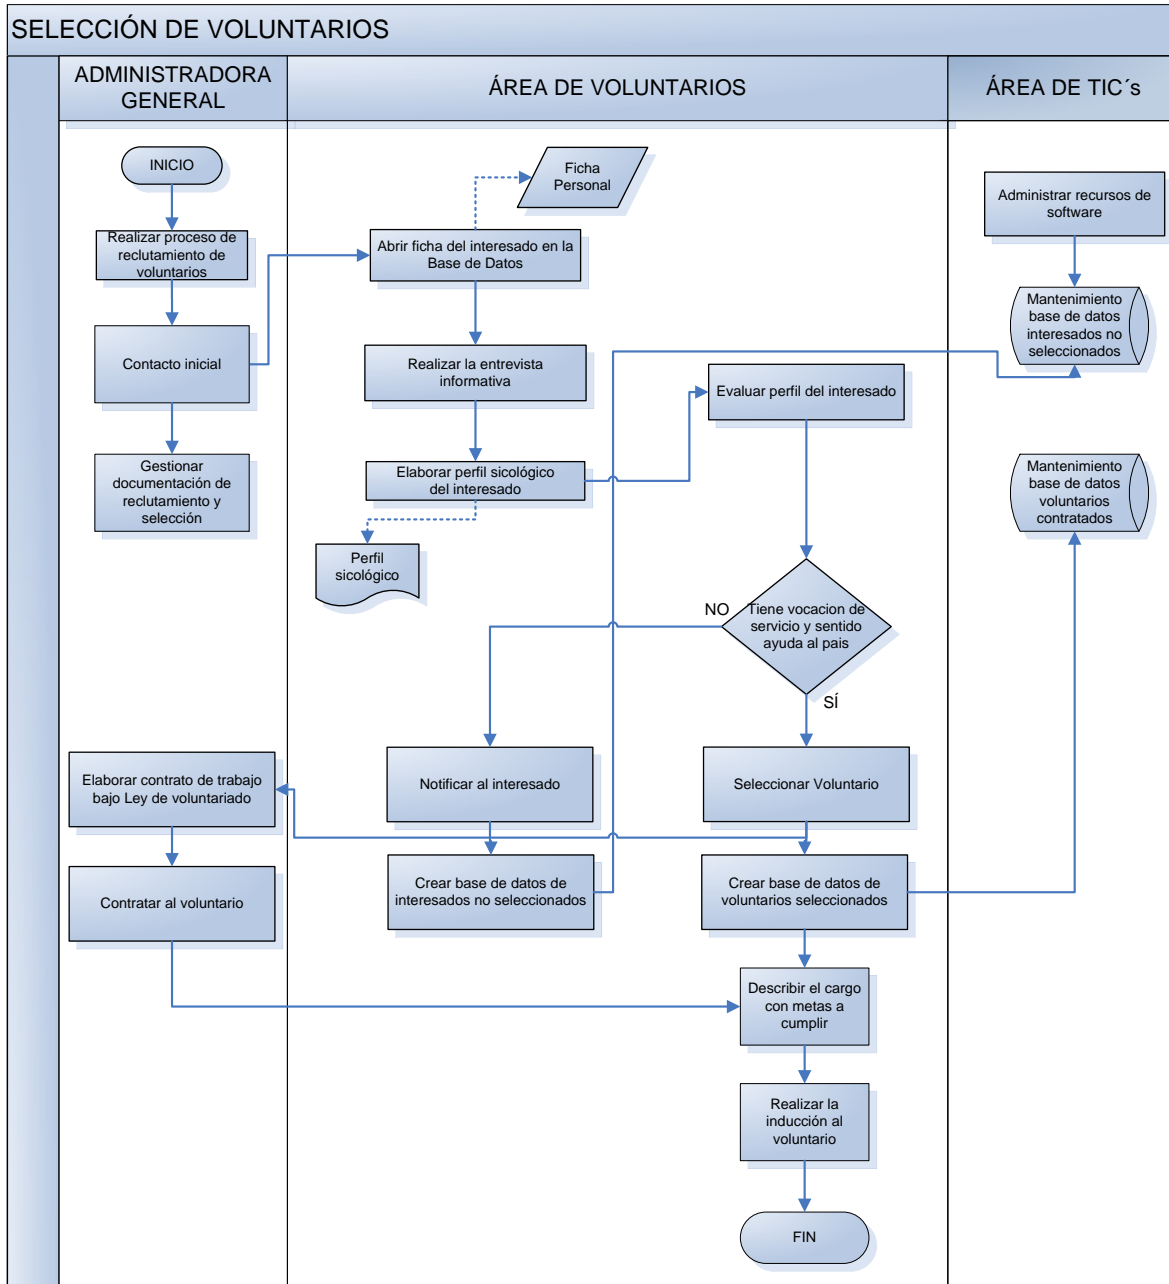 SELECCIÓN DE VOLUNTARIOS
ADMINISTRADORA
GENERAL
ÁREA DE VOLUNTARIOS
ÁREA DE TIC´s
INICIO
Realizar proceso de
reclutamiento de
voluntarios
Contacto inicial
Gestionar
documentación de
reclutamiento y
selección
Ficha
Personal
Abrir ficha del interesado en la
Base de Datos
Realizar la entrevista
informativa
Elaborar perfil sicológico
del interesado
Perfil
sicológico
Evaluar perfil del interesado
Administrar recursos de
software
Mantenimiento
base de datos
interesados no
seleccionados
Mantenimiento
base de datos
voluntarios
contratados
NO
Tiene vocacion de
servicio y sentido
ayuda al pais
SÍ
Elaborar contrato de trabajo
bajo Ley de voluntariado
Notificar al interesado
Seleccionar Voluntario
Contratar al voluntario
Crear base de datos de
interesados no seleccionados
Crear base de datos de
voluntarios seleccionados
Describir el cargo
con metas a
cumplir
Realizar la
inducción al
voluntario
FIN